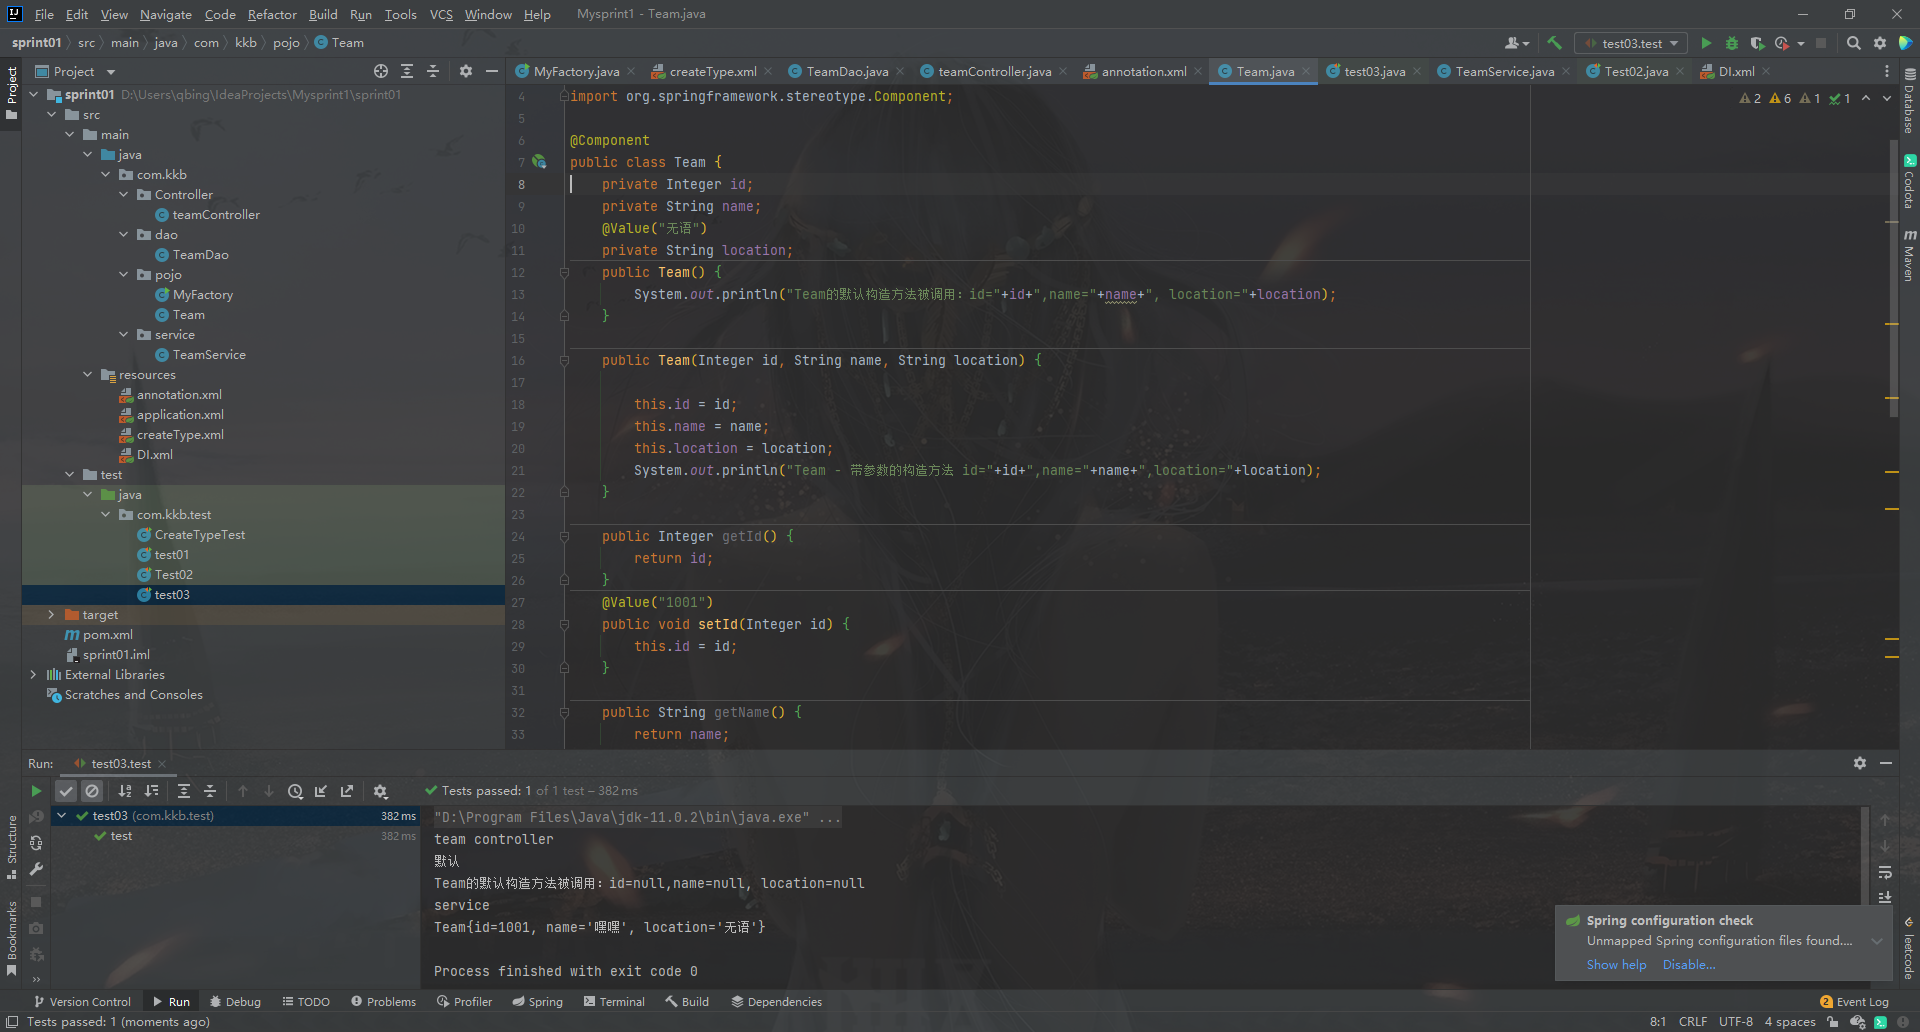 File Edit View Navigate Code Refactor Build Run Tools VCS Window Help Mysprint1 - Team.java
sprint01 src main java com kkb pojo Team
test03.test
Project
MyFactory.java createType.xml TeamDao.java teamController.java annotation.xml Team.java test03.java TeamService.java Test02.java DI.xml
Project
sprint01 D:\Users\qbing\IdeaProjects\Mysprint1\sprint01
src
main
java
com.kkb
Controller
teamController
dao
TeamDao
pojo
MyFactory
Team
service
TeamService
resources
annotation.xml
application.xml
createType.xml
DI.xml
test
java
com.kkb.test
CreateTypeTest
test01
Test02
test03
target
pom.xml
sprint01.iml
External Libraries
Scratches and Consoles
2 6 1 1
4 import org.springframework.stereotype.Component;
5
6 @Component
7 public class Team {
8 private Integer id;
9 private String name;
10 @Value("无语")
11 private String location;
12 public Team() {
13 System.out.println("Team的默认构造方法被调用：id="+id+",name="+name+", location="+location);
14 }
15
16 public Team(Integer id, String name, String location) {
17
18 this.id = id;
19 this.name = name;
20 this.location = location;
21 System.out.println("Team - 带参数的构造方法 id="+id+",name="+name+",location="+location);
22 }
23
24 public Integer getId() {
25 return id;
26 }
27 @Value("1001")
28 public void setId(Integer id) {
29 this.id = id;
30 }
31
32 public String getName() {
33 return name;
Database
Codota
Maven
leetcode
Structure
Bookmarks
Run: test03.test
Tests passed: 1 of 1 test – 382 ms
test03 (com.kkb.test) 382 ms
test 382 ms
"D:\Program Files\Java\jdk-11.0.2\bin\java.exe" ...
team controller
默认
Team的默认构造方法被调用：id=null,name=null, location=null
service
Team{id=1001, name='嘿嘿', location='无语'}
Process finished with exit code 0
Spring configuration check
Unmapped Spring configuration files found....
Show help Disable...
Version Control Run Debug TODO Problems Profiler Spring Terminal Build Dependencies 2 Event Log
Tests passed: 1 (moments ago) 8:1 CRLF UTF-8 4 spaces